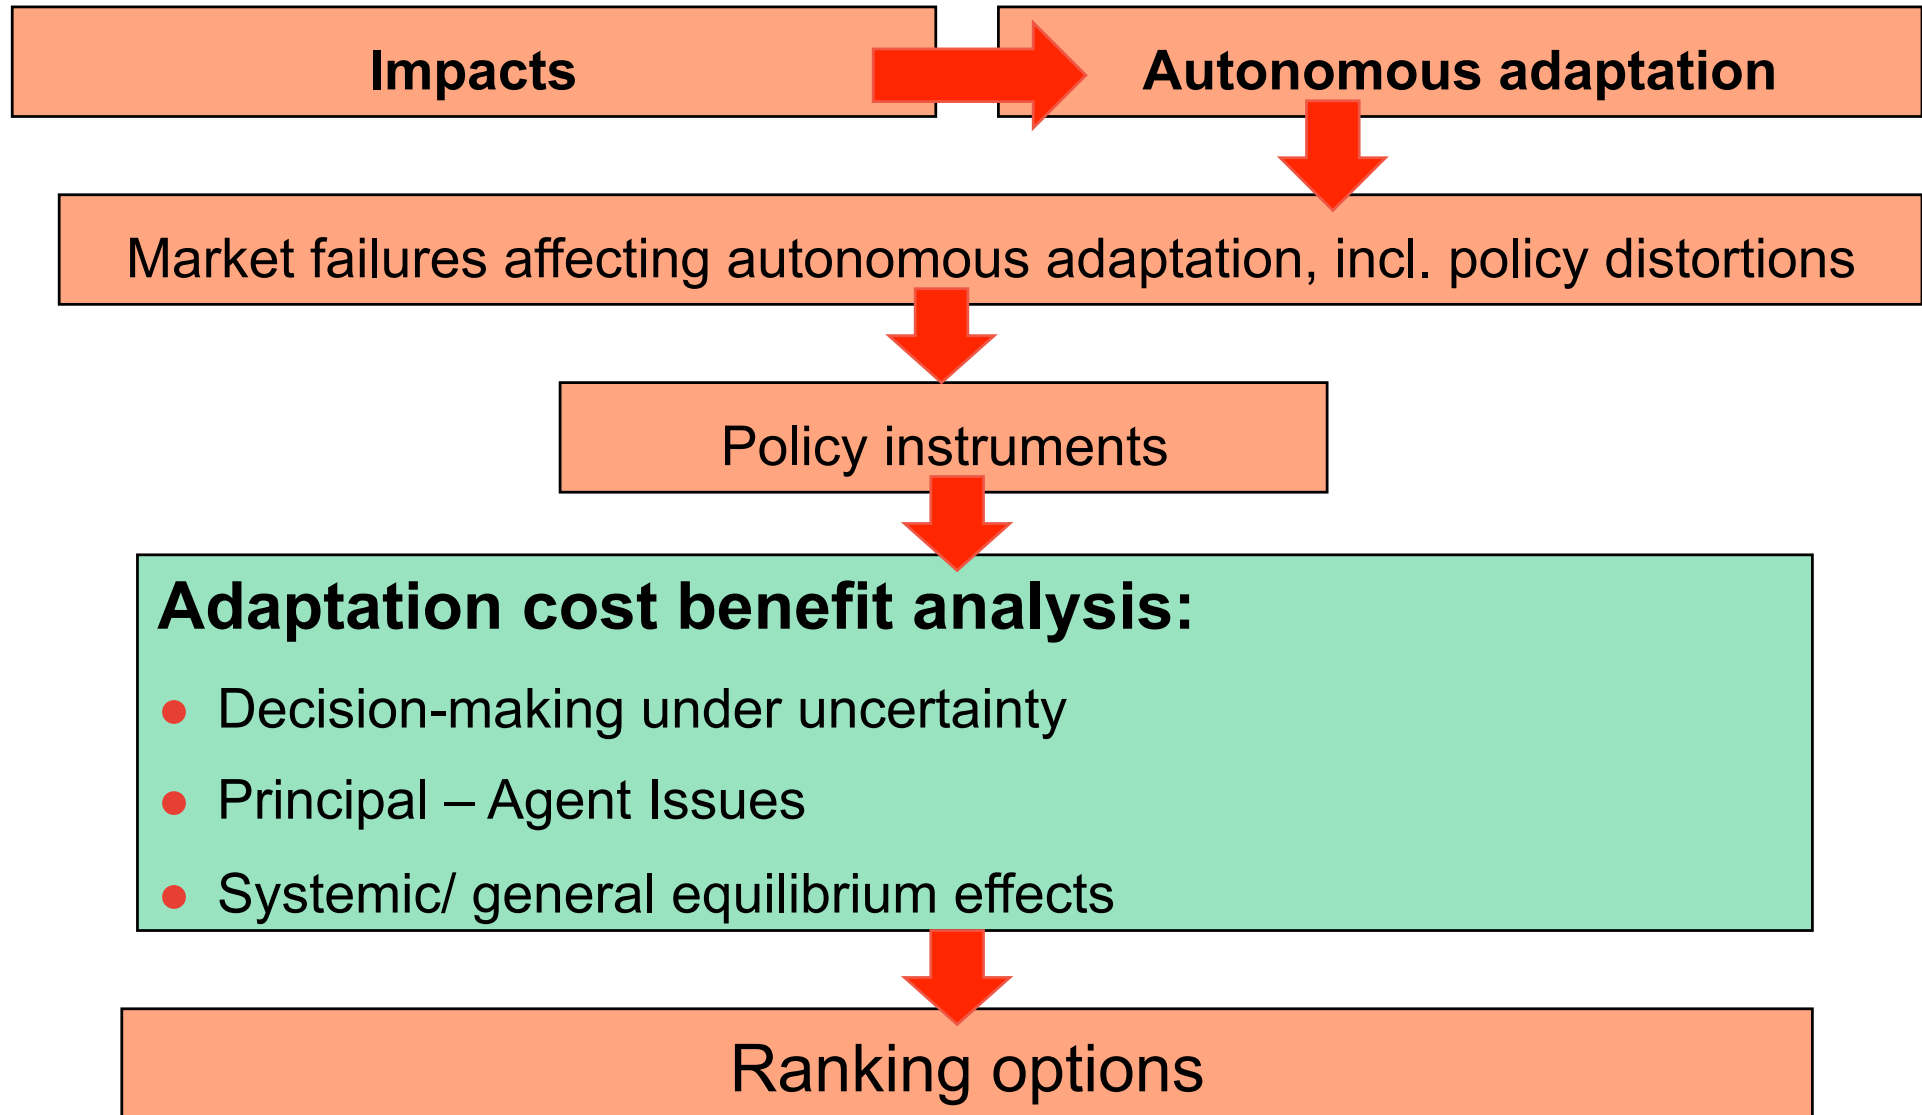 Impacts
Autonomous adaptation
Market failures affecting autonomous adaptation, incl. policy distortions
Policy instruments
Adaptation cost benefit analysis:
● Decision-making under uncertainty
● Principal – Agent Issues
● Systemic/ general equilibrium effects
Ranking options